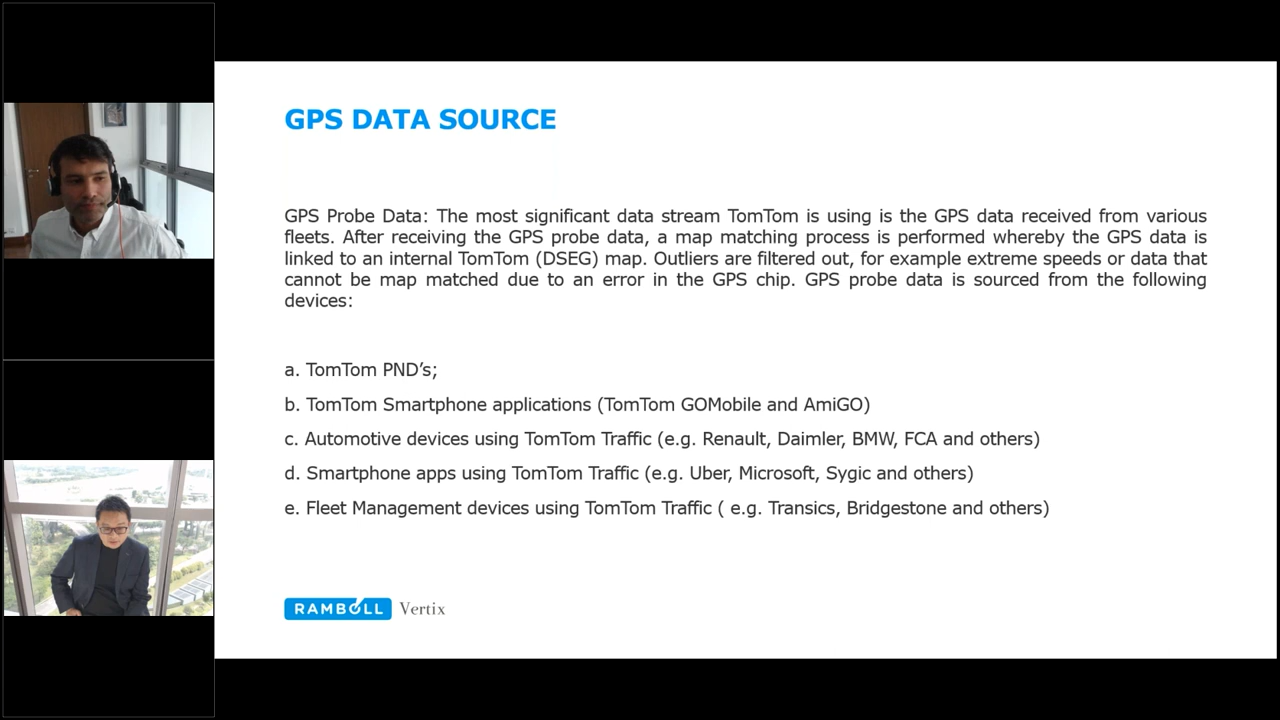 GPS DATA SOURCE
GPS Probe Data: The most significant data stream TomTom is using is the GPS data received from various
fleets. After receiving the GPS probe data, a map matching process is performed whereby the GPS data is
linked to an internal TomTom (DSEG) map. Outliers are filtered out, for example extreme speeds or data that
cannot be map matched due to an error in the GPS chip. GPS probe data is sourced from the following
devices:
a. TomTom PND’s;
b. TomTom Smartphone applications (TomTom GOMobile and AmiGO)
c. Automotive devices using TomTom Traffic (e.g. Renault, Daimler, BMW, FCA and others)
d. Smartphone apps using TomTom Traffic (e.g. Uber, Microsoft, Sygic and others)
e. Fleet Management devices using TomTom Traffic ( e.g. Transics, Bridgestone and others)
RAMBOLL Vertix